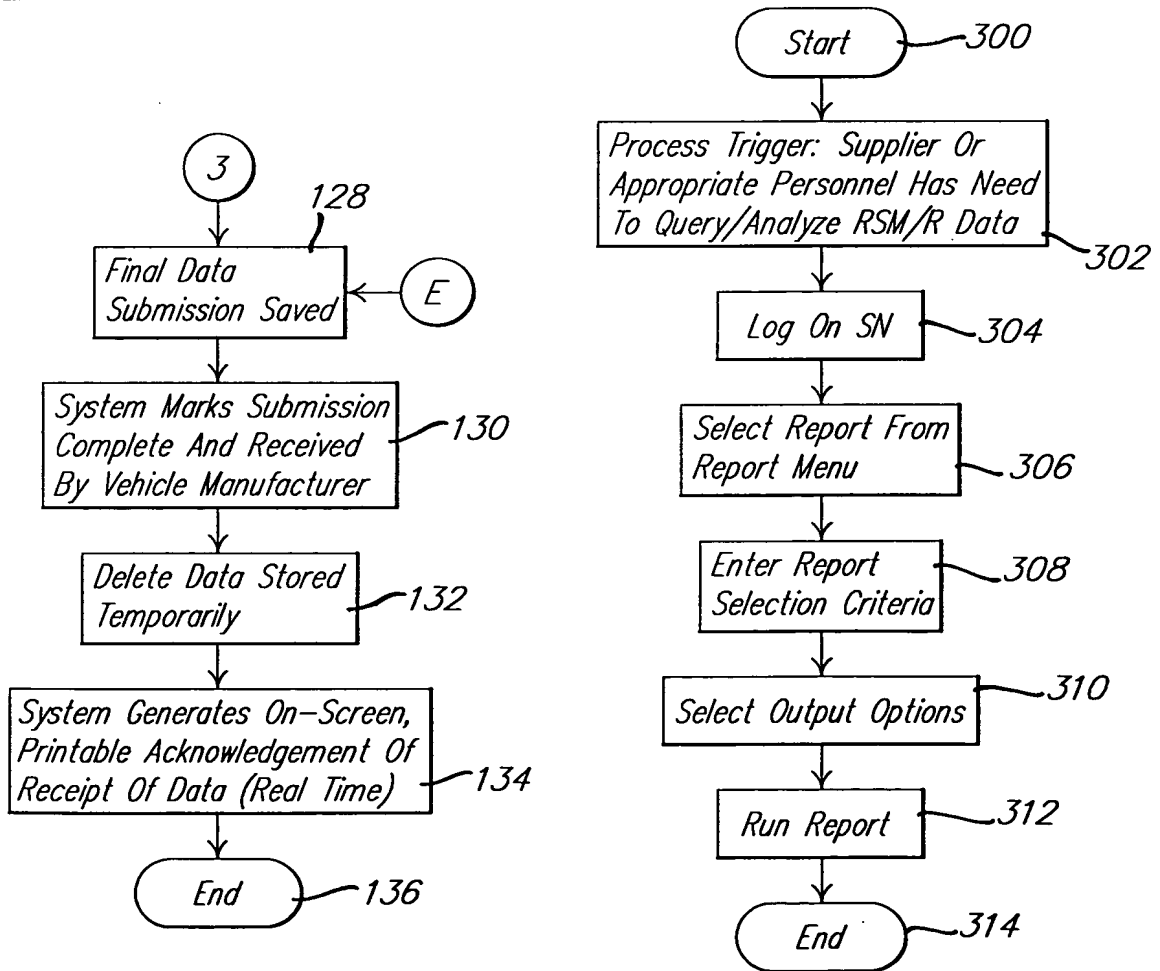 3
128
Final Data
Submission Saved
E
System Marks Submission
Complete And Received
By Vehicle Manufacturer
130
Delete Data Stored
Temporarily
132
System Generates On-Screen,
Printable Acknowledgement Of
Receipt Of Data (Real Time)
134
End
136
Start
300
Process Trigger: Supplier Or
Appropriate Personnel Has Need
To Query/Analyze RSM/R Data
302
Log On SN
304
Select Report From
Report Menu
306
Enter Report
Selection Criteria
308
Select Output Options
310
Run Report
312
End
314